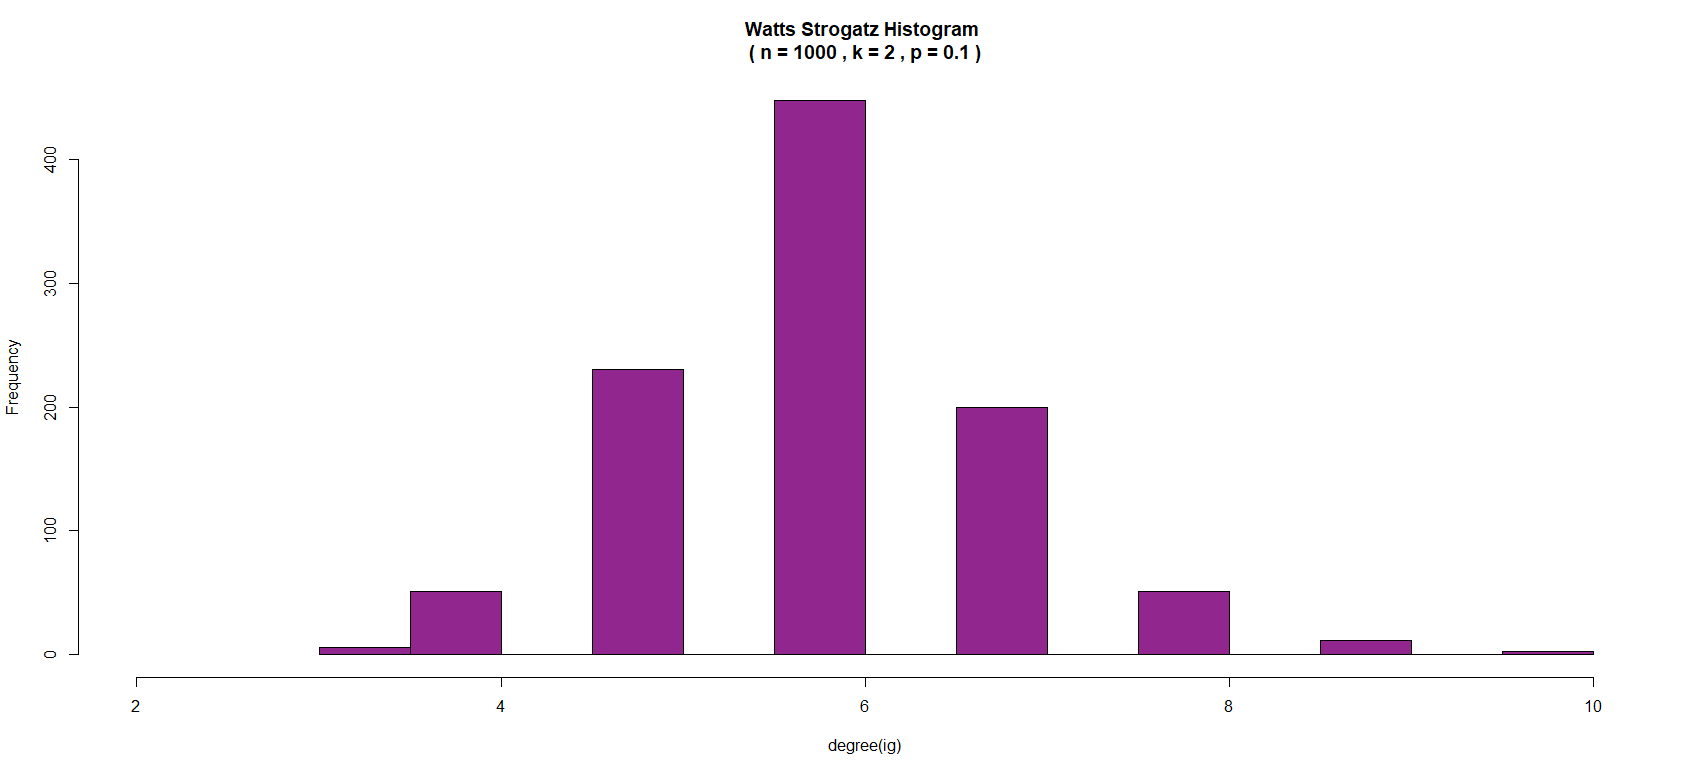 Watts Strogatz Histogram
( n = 1000 , k = 2 , p = 0.1 )
Frequency
400
300
200
100
0
2 4 6 8 10
degree(ig)